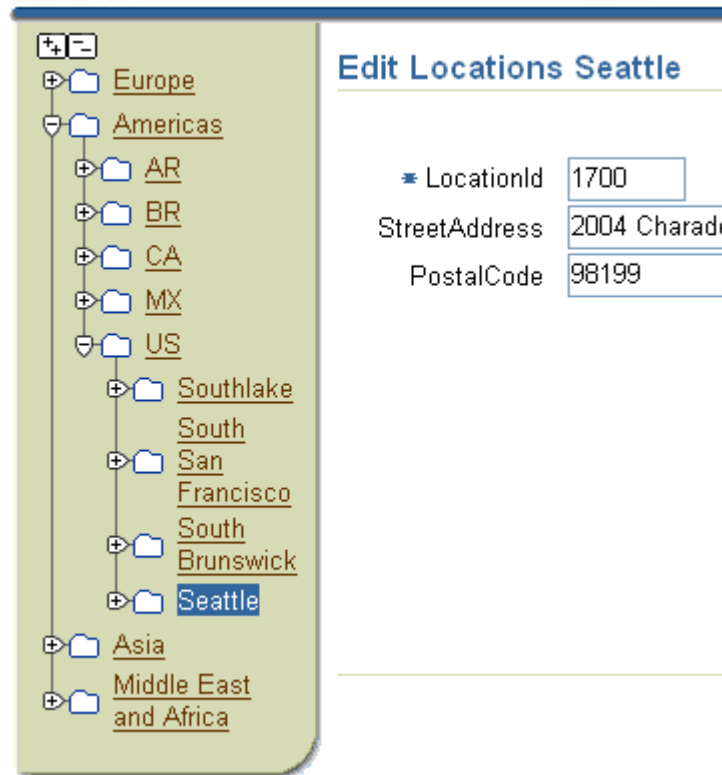 Europe
Americas
AR
BR
CA
MX
US
Southlake
South
San
Francisco
South
Brunswick
Seattle
Asia
Middle East
and Africa
Edit Locations Seattle
LocationId 1700
StreetAddress 2004 Charade
PostalCode 98199